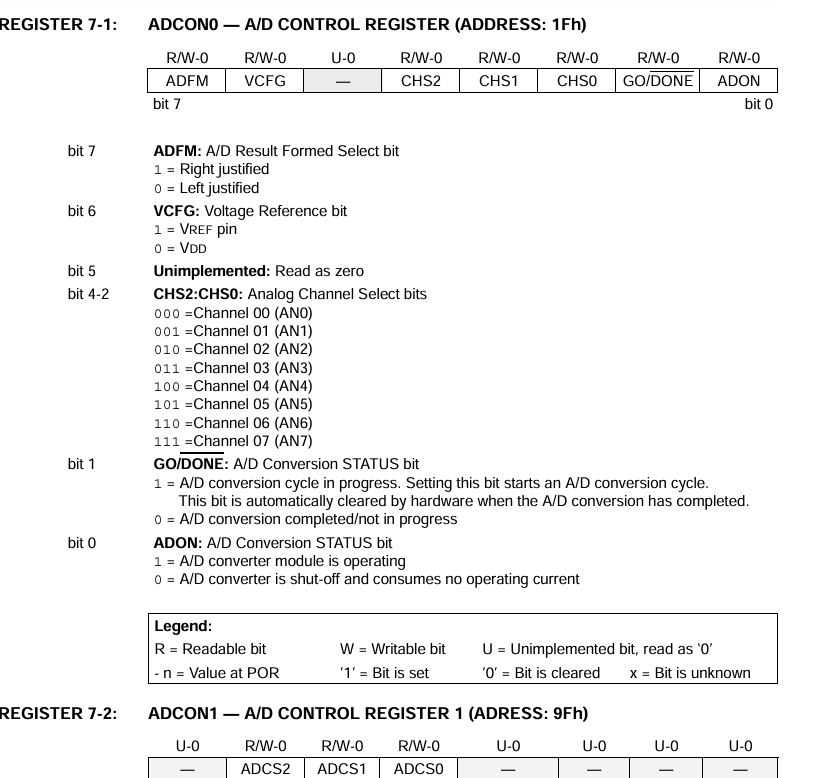 REGISTER 7-1: ADCON0 — A/D CONTROL REGISTER (ADDRESS: 1Fh)
R/W-0 R/W-0 U-0 R/W-0 R/W-0 R/W-0 R/W-0 R/W-0
ADFM VCFG — CHS2 CHS1 CHS0 GO/DONE ADON
bit 7 bit 0
bit 7 ADFM: A/D Result Formed Select bit
1 = Right justified
0 = Left justified
bit 6 VCFG: Voltage Reference bit
1 = VREF pin
0 = VDD
bit 5 Unimplemented: Read as zero
bit 4-2 CHS2:CHS0: Analog Channel Select bits
000 =Channel 00 (AN0)
001 =Channel 01 (AN1)
010 =Channel 02 (AN2)
011 =Channel 03 (AN3)
100 =Channel 04 (AN4)
101 =Channel 05 (AN5)
110 =Channel 06 (AN6)
111 =Channel 07 (AN7)
bit 1 GO/DONE: A/D Conversion STATUS bit
1 = A/D conversion cycle in progress. Setting this bit starts an A/D conversion cycle.
This bit is automatically cleared by hardware when the A/D conversion has completed.
0 = A/D conversion completed/not in progress
bit 0 ADON: A/D Conversion STATUS bit
1 = A/D converter module is operating
0 = A/D converter is shut-off and consumes no operating current
Legend:
R = Readable bit W = Writable bit U = Unimplemented bit, read as ‘0’
- n = Value at POR ’1’ = Bit is set ’0’ = Bit is cleared x = Bit is unknown
REGISTER 7-2: ADCON1 — A/D CONTROL REGISTER 1 (ADRESS: 9Fh)
U-0 R/W-0 R/W-0 R/W-0 U-0 U-0 U-0 U-0
— ADCS2 ADCS1 ADCS0 — — — —